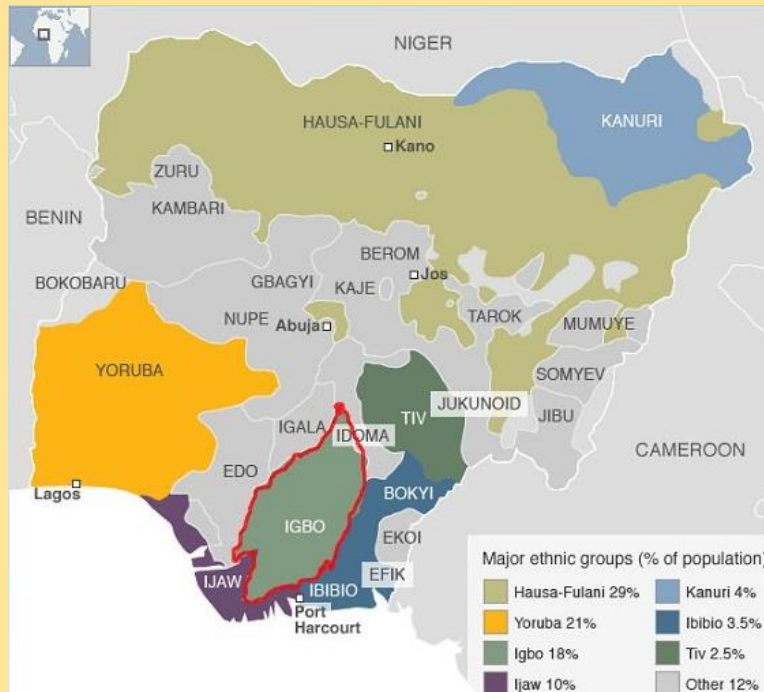 NIGER
HAUSA-FULANI
KANURI
Kano
ZURU
KAMBARI
BENIN
BEROM
Jos
BOKOBARU
GBAGYI
KAJE
NUPE
Abuja
TAROK
MUMUYE
YORUBA
SOMYEV
TIV
JUKUNOID
JIBU
IGALA
IDOMA
CAMEROON
EDO
BOKYI
Lagos
IGBO
EKOI
IJAW
EFIK
IBIBIO
Port
Harcourt
Major ethnic groups (% of population)
Hausa-Fulani 29%
Kanuri 4%
Yoruba 21%
Ibibio 3.5%
Igbo 18%
Tiv 2.5%
Ijaw 10%
Other 12%